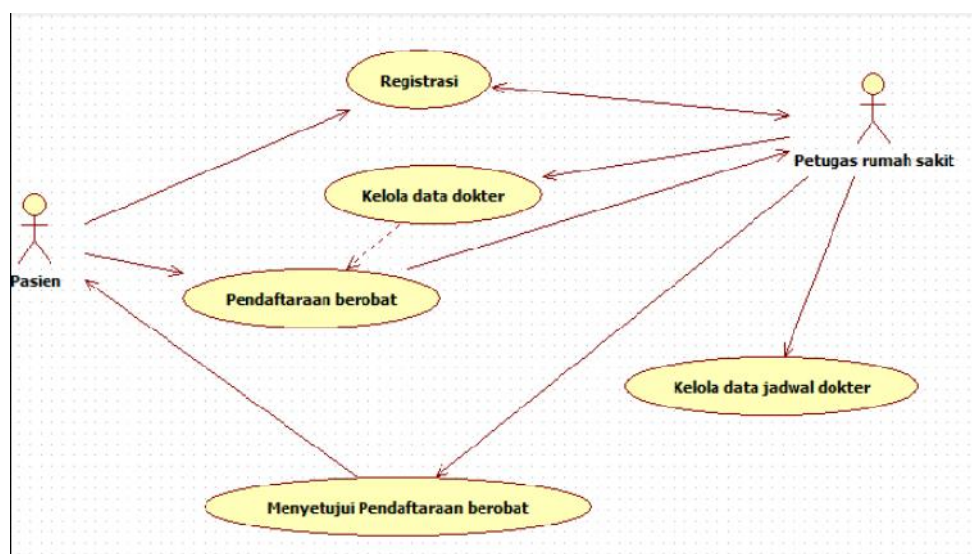 Registrasi
Petugas rumah sakit
Kelola data dokter
Pasien
Pendaftaraan berobat
Kelola data jadwal dokter
Menyetujui Pendaftaraan berobat